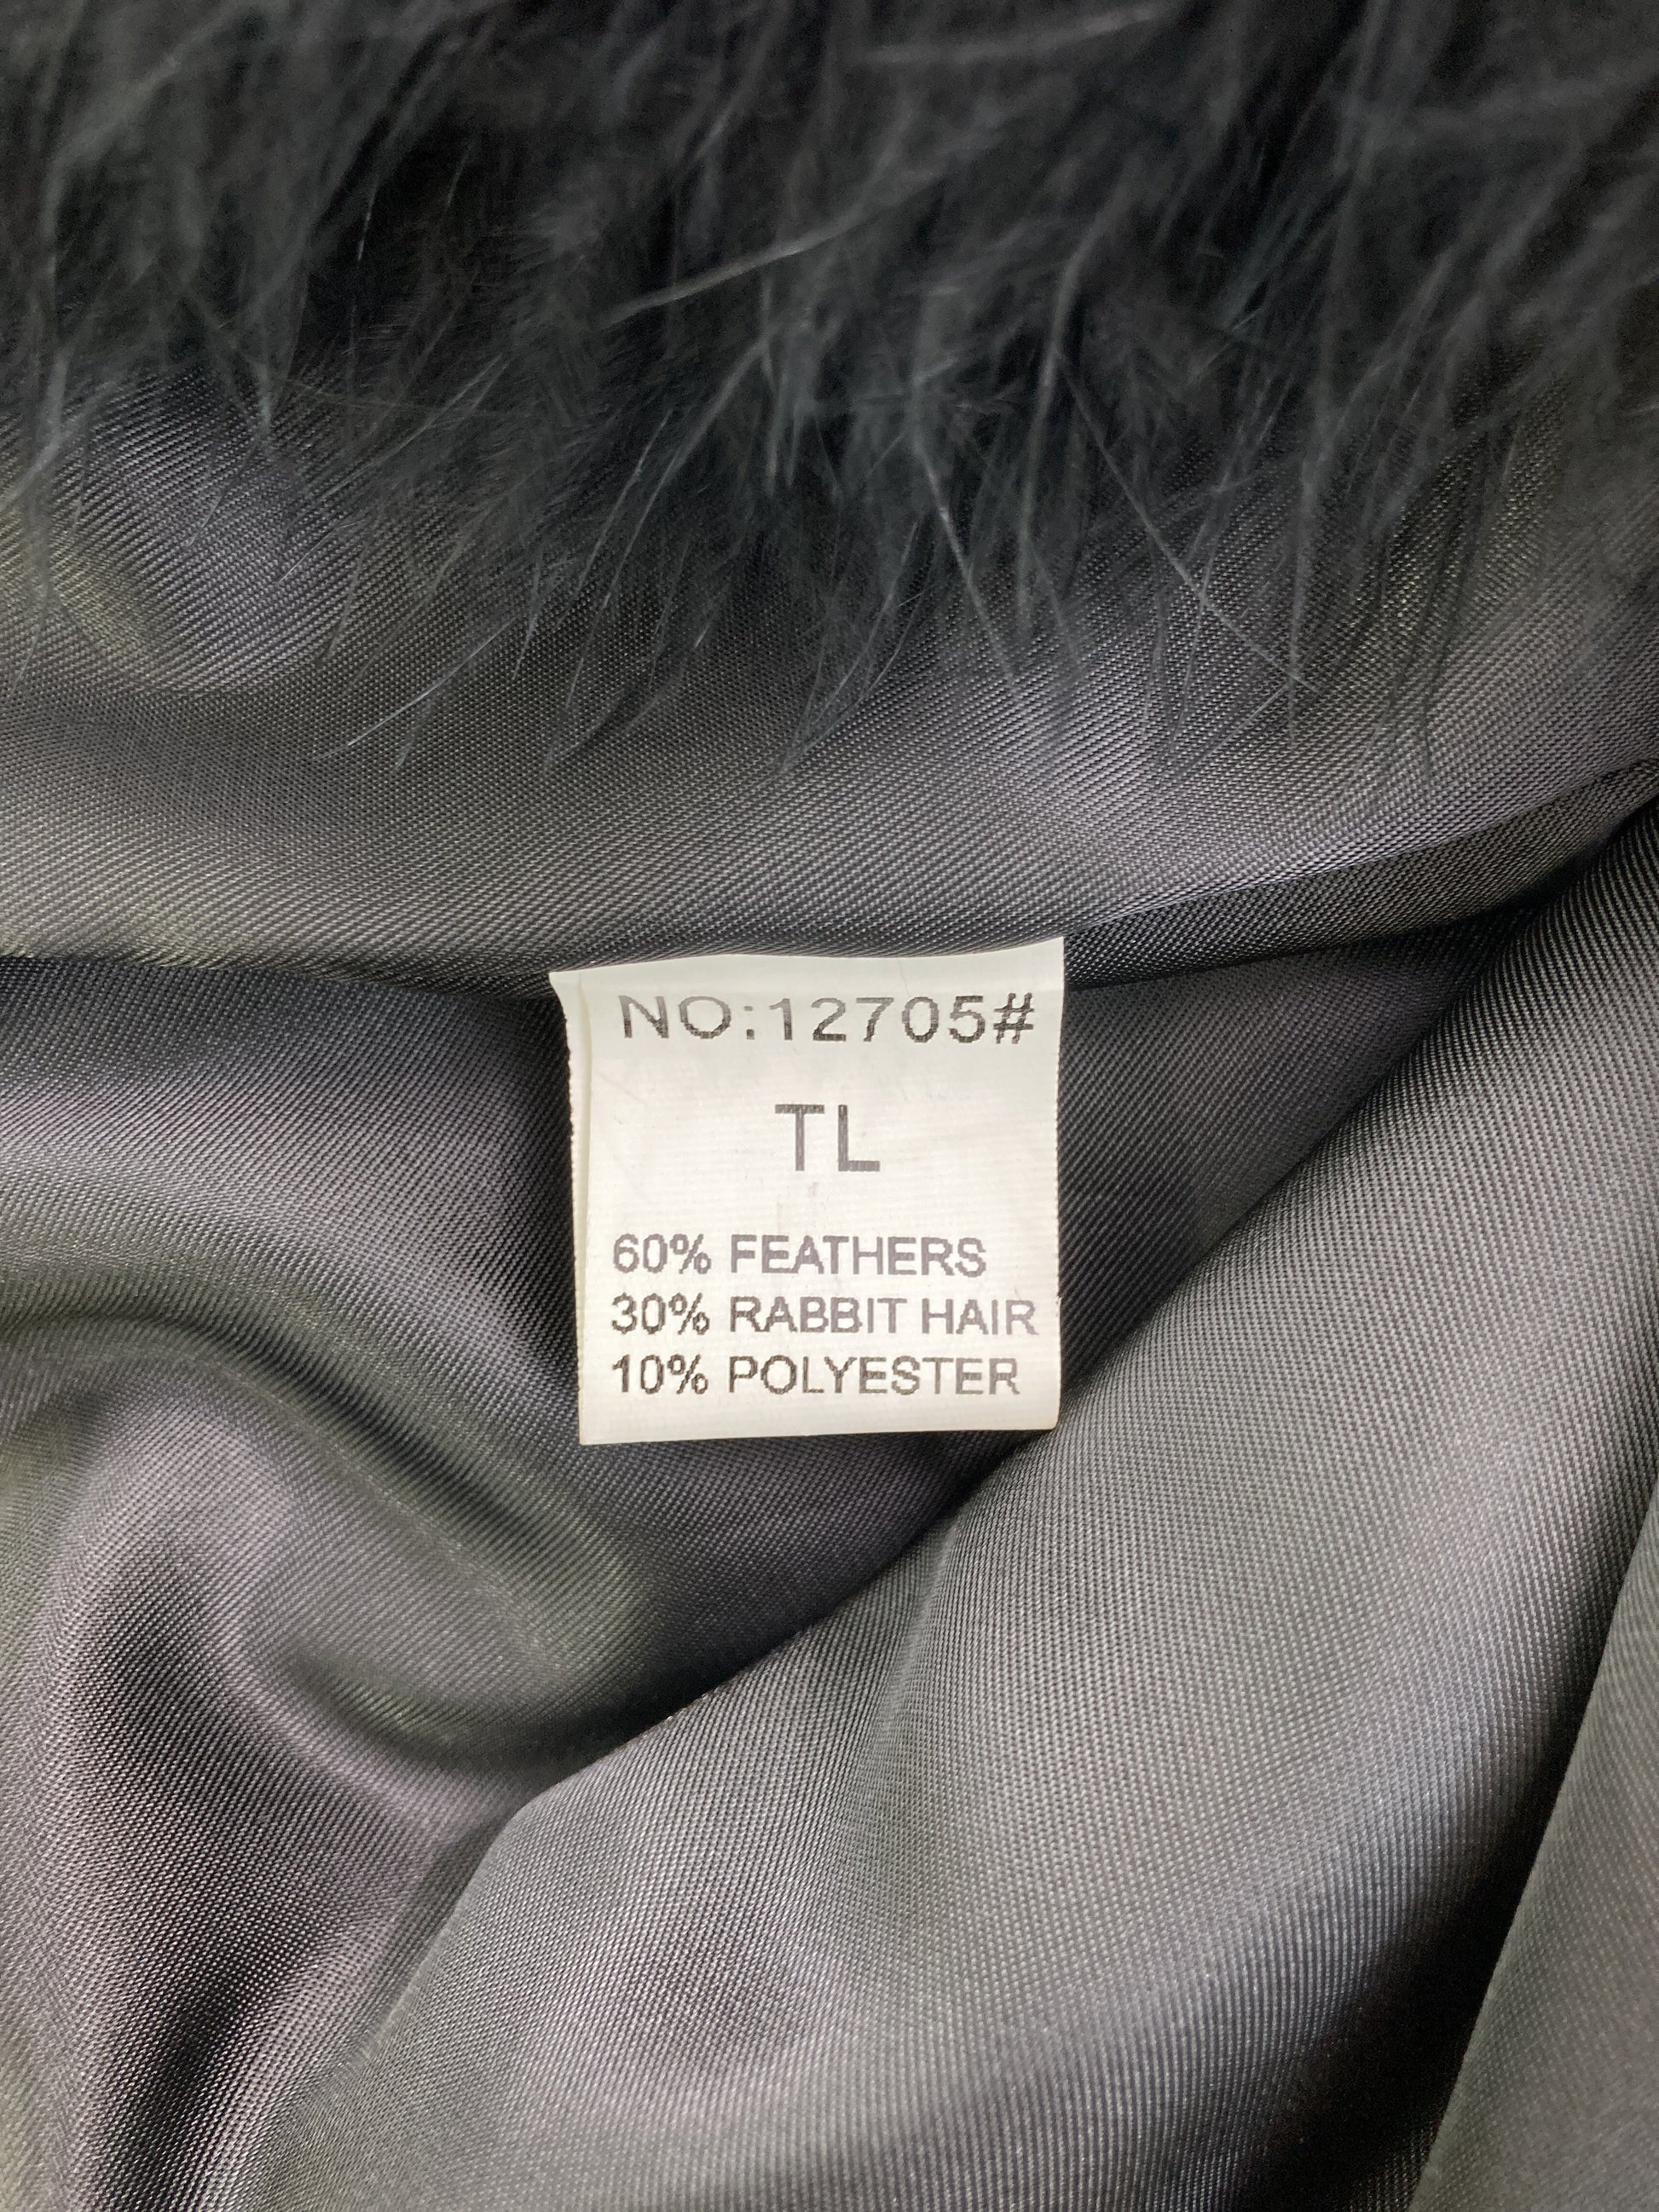 NO:12705#
TL
60% FEATHERS
30% RABBIT HAIR
10% POLYESTER